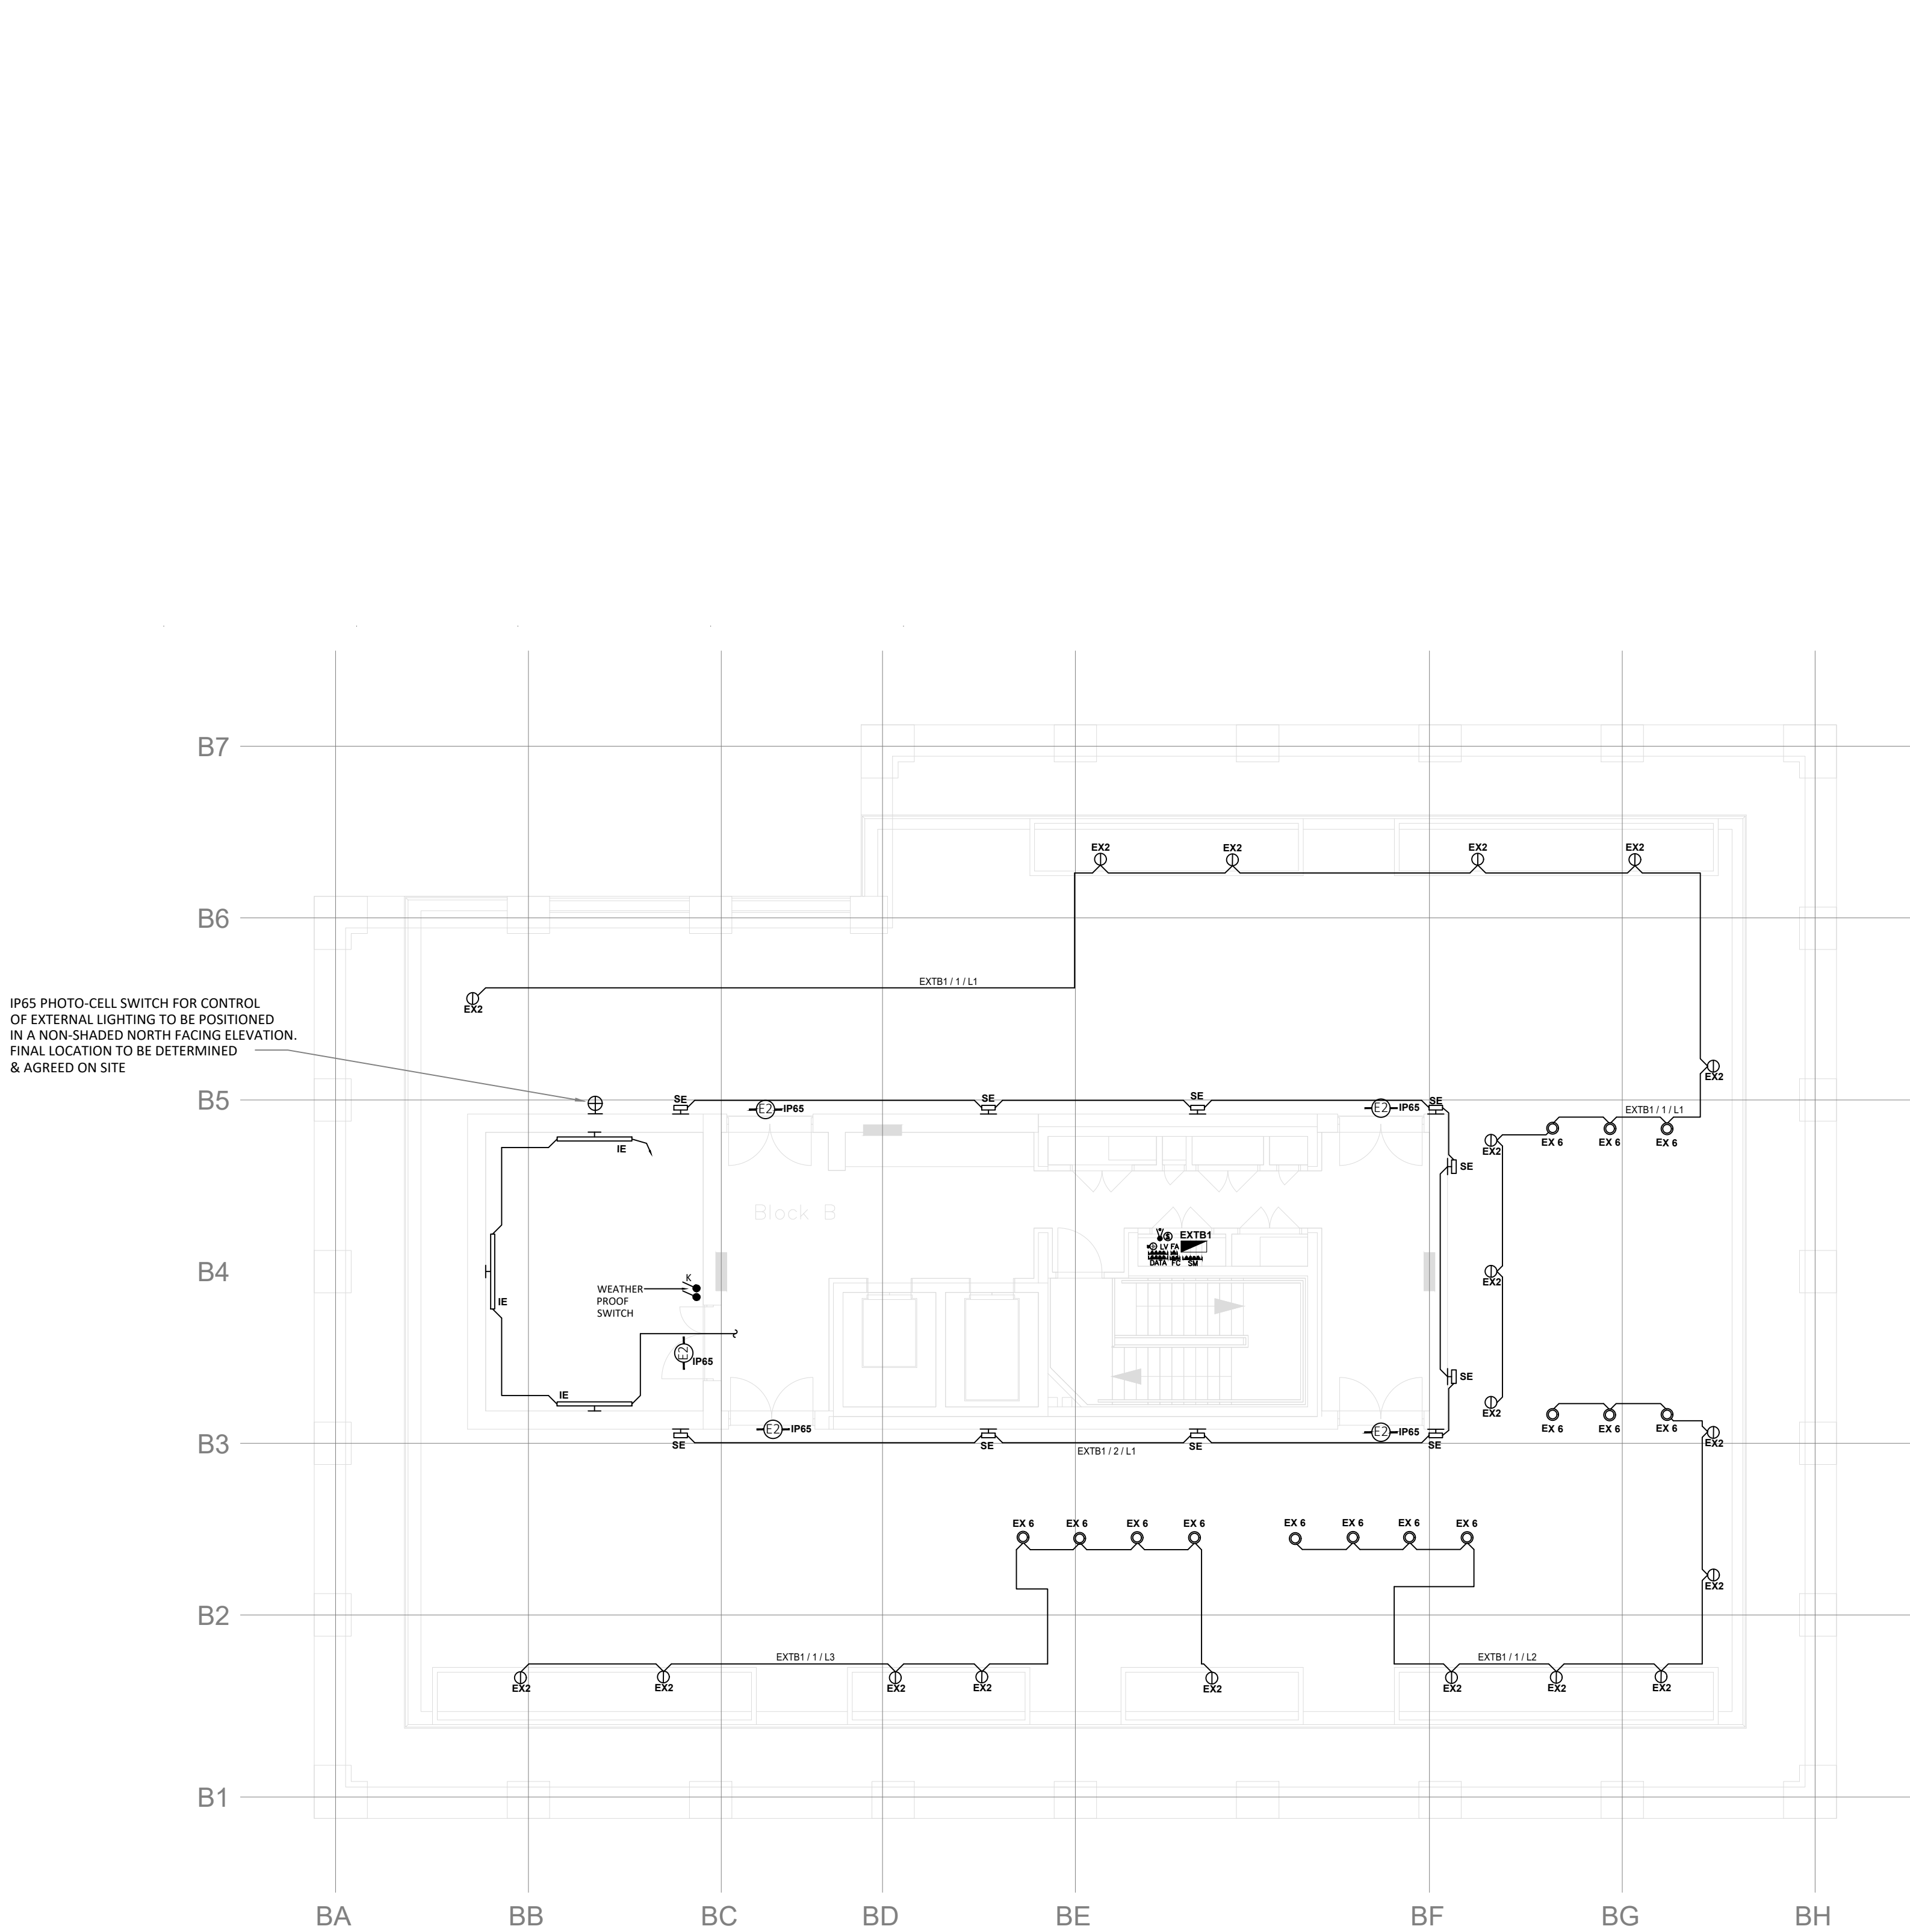 B7
EX2
EX2
EX2
EX2
B6
EXTB1 / 1 / L1
EX2
IP65 PHOTO-CELL SWITCH FOR CONTROL
OF EXTERNAL LIGHTING TO BE POSITIONED
IN A NON-SHADED NORTH FACING ELEVATION.
FINAL LOCATION TO BE DETERMINED
& AGREED ON SITE
EX2
B5
SE
SE
SE
SE
E2 IP65
E2 IP65
EXTB1 / 1 / L1
EX 6
EX 6
EX 6
IE
EX2
SE
Block B
EXTB1
LV FA
DATA FC SM
B4
EX2
K
WEATHER
PROOF
SWITCH
IE
E2 IP65
SE
IE
EX2
E2 IP65
E2 IP65
EX 6
EX 6
EX 6
B3
SE
SE
SE
SE
EX2
EXTB1 / 2 / L1
EX 6
EX 6
EX 6
EX 6
EX 6
EX 6
EX 6
EX 6
EX2
B2
EXTB1 / 1 / L3
EXTB1 / 1 / L2
EX2
EX2
EX2
EX2
EX2
EX2
EX2
EX2
B1
BA
BB
BC
BD
BE
BF
BG
BH